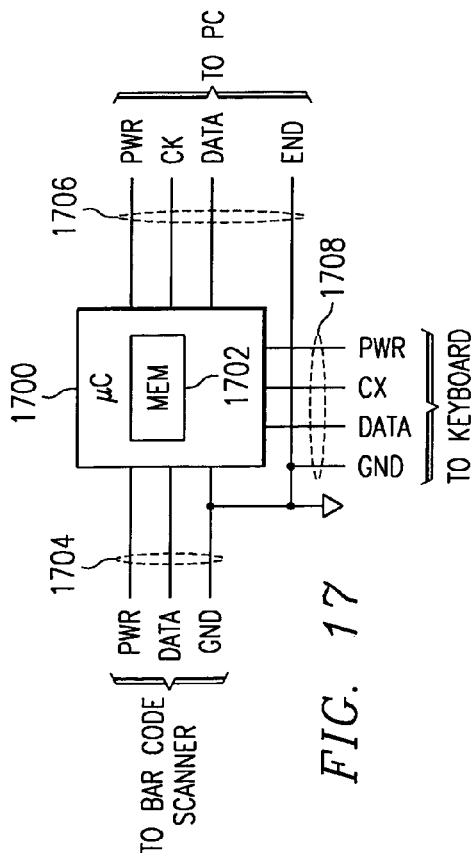 1700
1706
µC
MEM
1702
1704
PWR
DATA
GND
TO BAR CODE
SCANNER
PWR
CK
DATA
END
TO PC
1708
PWR
CX
DATA
GND
TO KEYBOARD
FIG. 17